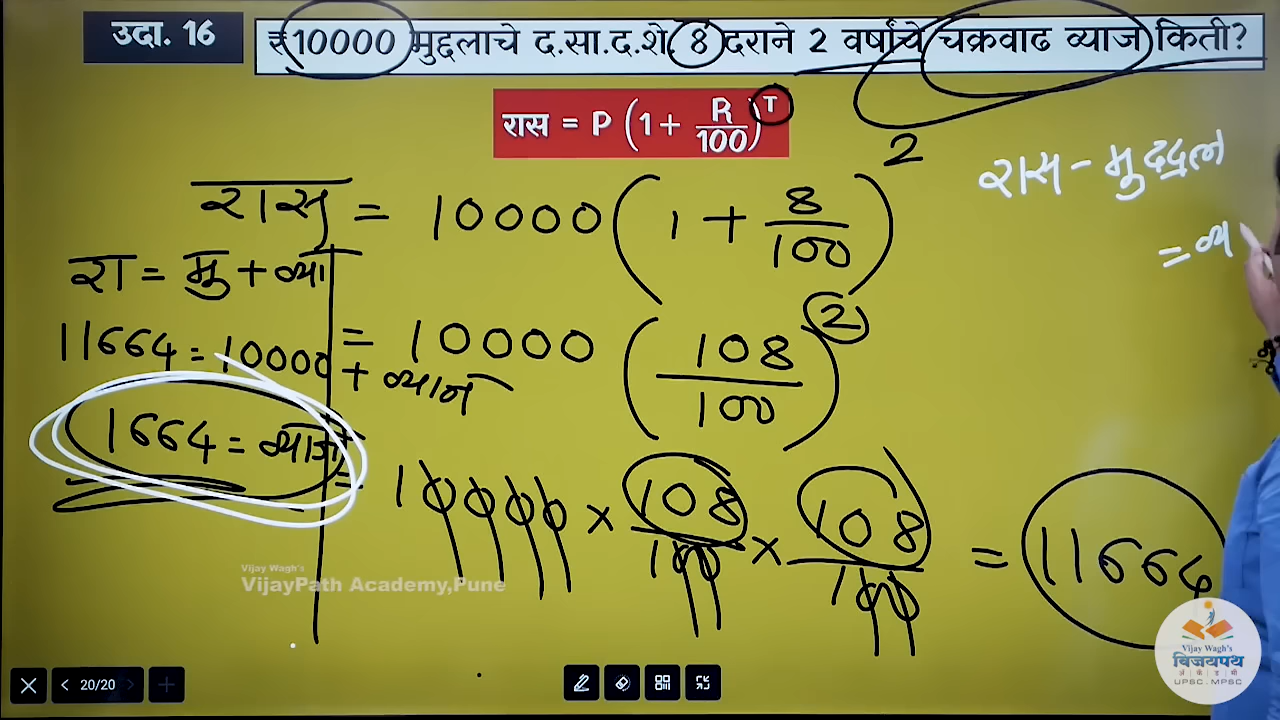 उदा. 16
₹10000 मुद्दलाचे द.सा.द.शे. 8 दराने 2 वर्षांचे चक्रवाढ व्याज किती?
रास = P (1 + R/100)^T
रास = 10000 (1 + 8/100)^2
रास - मुद्दल
= व्य
रा = मु + व्या
11664 = 10000 + व्याज
1664 = व्याज
= 10000 (108/100)^2
= 10000 × 108/100 × 108/100 = 11664
Vijay Wagh's
VijayPath Academy,Pune
Vijay Wagh's
विजयपथ
अॅकॅडमी
UPSC. MPSC
20/20